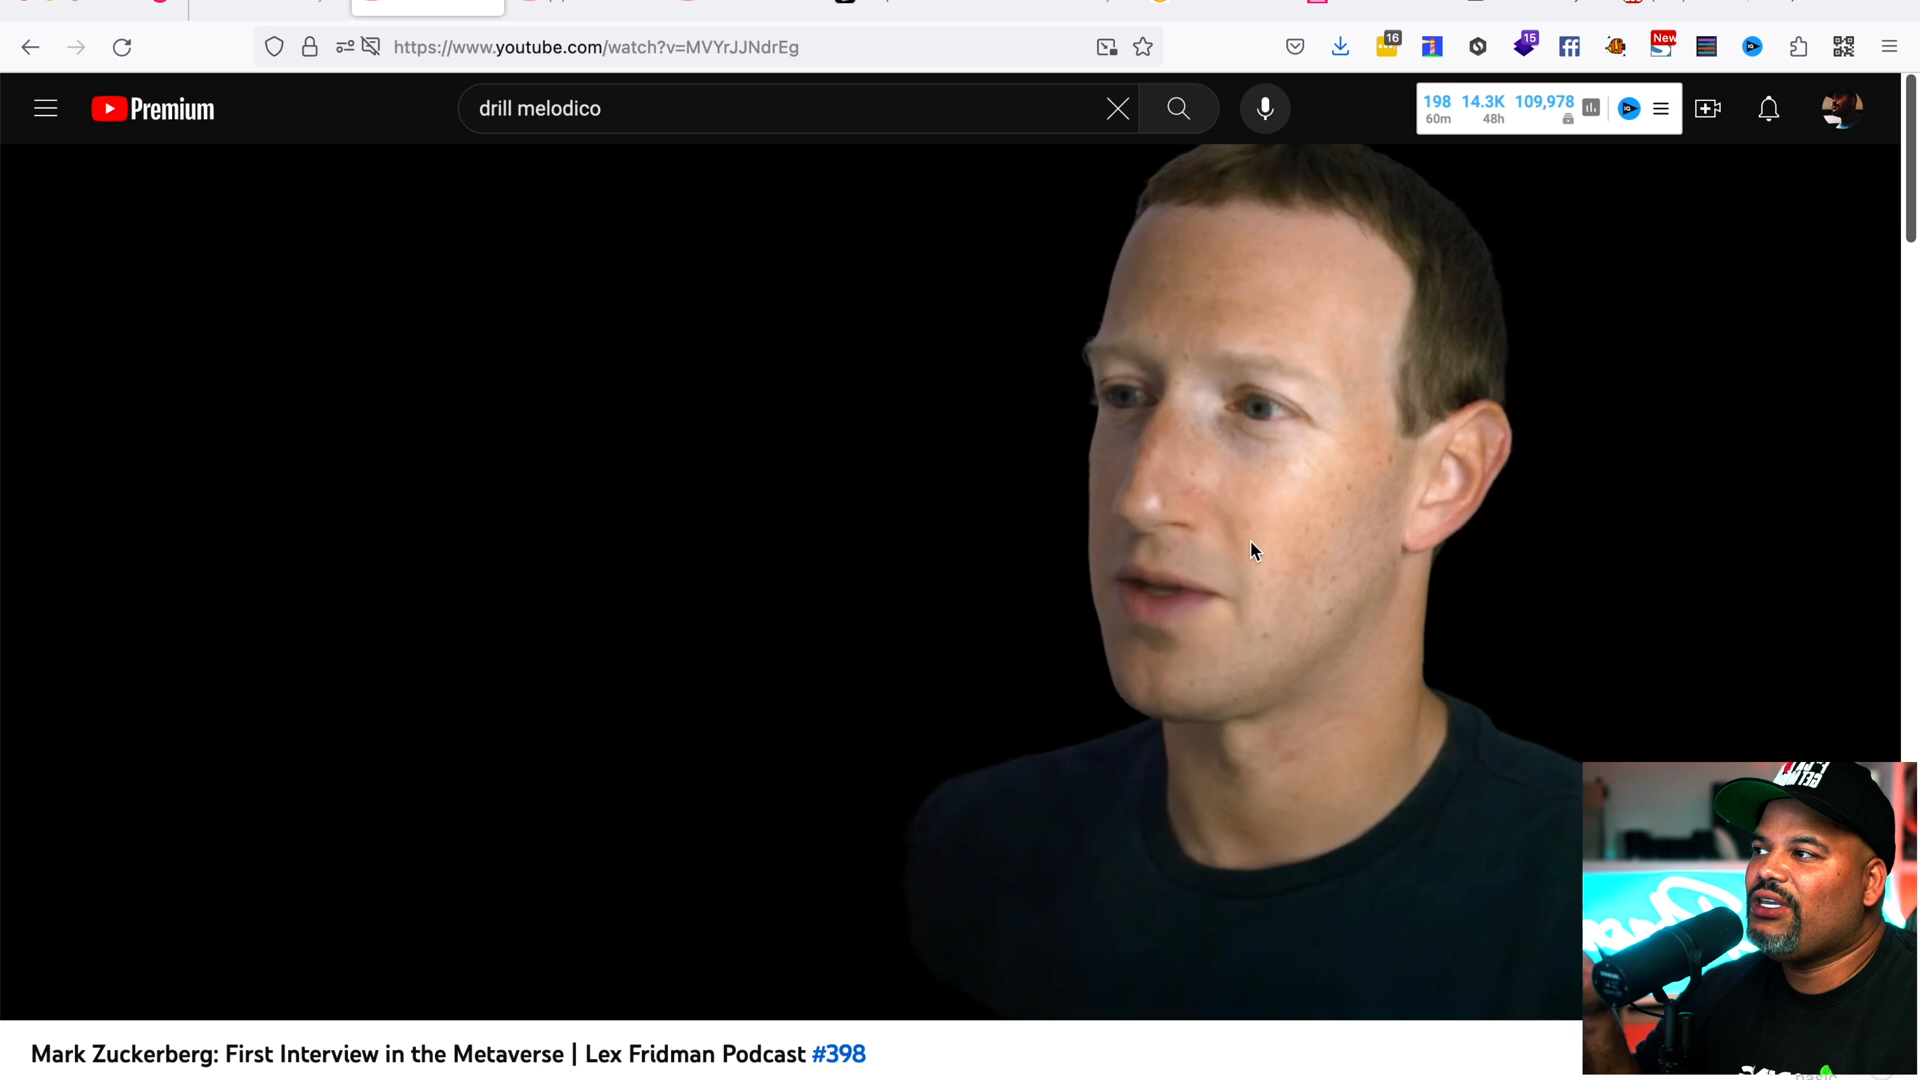 https://www.youtube.com/watch?v=MVYrJJNdrEg
16
15
New
Premium
drill melodico
198 14.3K 109,978
60m 48h
Mark Zuckerberg: First Interview in the Metaverse | Lex Fridman Podcast #398